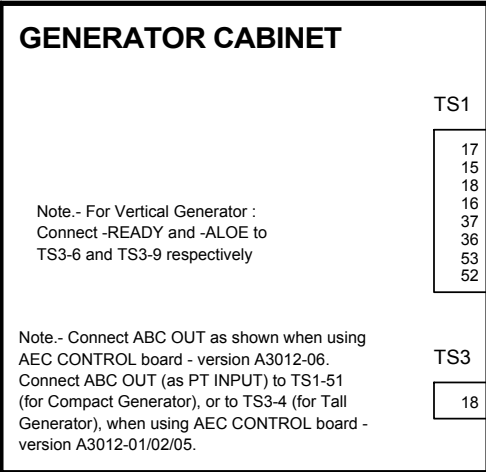 GENERATOR CABINET
TS1
17
15
18
16
37
36
53
52
Note.- For Vertical Generator :
Connect -READY and -ALOE to
TS3-6 and TS3-9 respectively
Note.- Connect ABC OUT as shown when using
AEC CONTROL board - version A3012-06.
Connect ABC OUT (as PT INPUT) to TS1-51
(for Compact Generator), or to TS3-4 (for Tall
Generator), when using AEC CONTROL board -
version A3012-01/02/05.
TS3
18